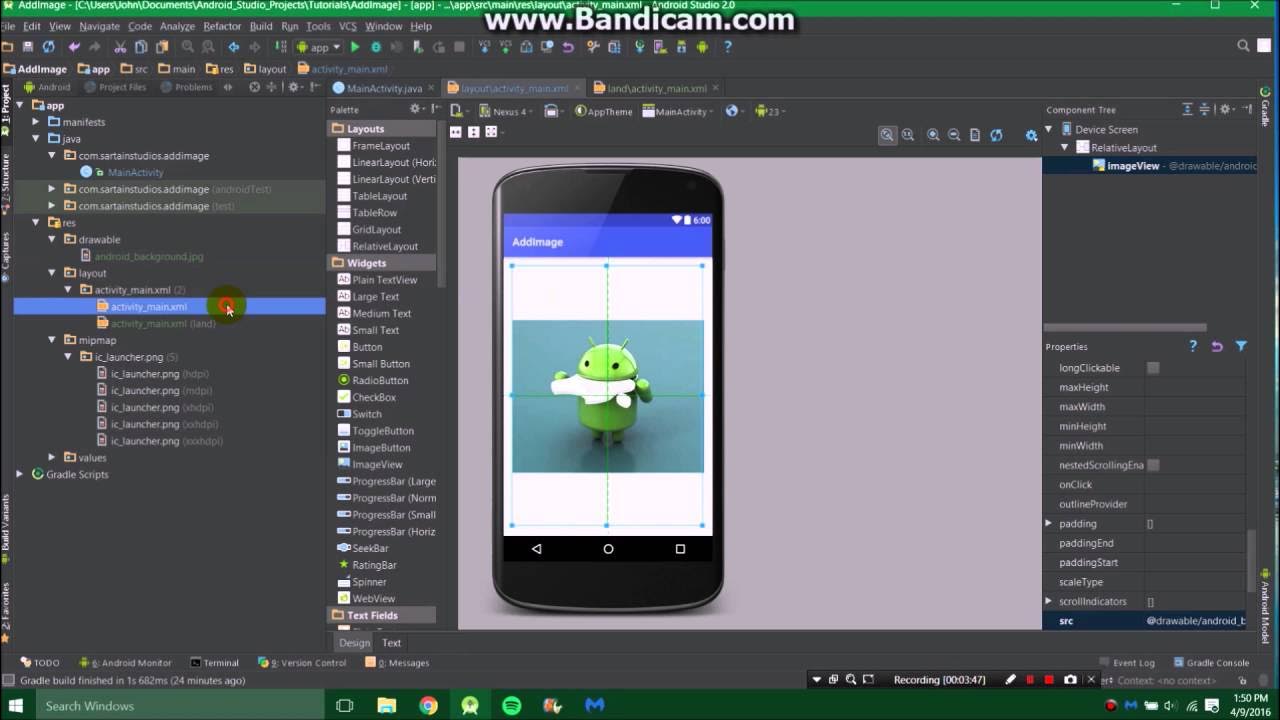 AddImage - [C:\Users\John\Documents\Android_Studio_Projects\Tutorials\AddImage] - [app] - ...\app\src\main\res\layout\activity_main.xml - Android Studio 2.0
www.Bandicam.com
File Edit View Navigate Code Analyze Refactor Build Run Tools VCS Window Help
app
AddImage app src main res layout activity_main.xml
Android Project Files Problems
MainActivity.java layout\activity_main.xml land\activity_main.xml
1: Project
Z: Structure
Captures
Build Variants
2: Favorites
app
manifests
java
com.sartainstudios.addimage
MainActivity
com.sartainstudios.addimage (androidTest)
com.sartainstudios.addimage (test)
res
drawable
android_background.jpg
layout
activity_main.xml (2)
activity_main.xml
activity_main.xml (land)
mipmap
ic_launcher.png (5)
ic_launcher.png (hdpi)
ic_launcher.png (mdpi)
ic_launcher.png (xhdpi)
ic_launcher.png (xxhdpi)
ic_launcher.png (xxxhdpi)
values
Gradle Scripts
Palette
Layouts
FrameLayout
LinearLayout (Horiz
LinearLayout (Verti
TableLayout
TableRow
GridLayout
RelativeLayout
Widgets
Plain TextView
Large Text
Medium Text
Small Text
Button
Small Button
RadioButton
CheckBox
Switch
ToggleButton
ImageButton
ImageView
ProgressBar (Large
ProgressBar (Norm
ProgressBar (Small
ProgressBar (Horiz
SeekBar
RatingBar
Spinner
WebView
Text Fields
Nexus 4 AppTheme MainActivity 23
6:00
AddImage
Design Text
Component Tree
Device Screen
RelativeLayout
imageView - @drawable/android
Properties
longClickable
maxHeight
maxWidth
minHeight
minWidth
nestedScrollingEna
onClick
outlineProvider
padding []
paddingEnd
paddingStart
scaleType
scrollIndicators []
src @drawable/android_b
Gradle
Android Model
TODO 6: Android Monitor Terminal 9: Version Control 0: Messages Event Log Gradle Console
Gradle build finished in 1s 682ms (24 minutes ago)
Recording [00:03:47]
Context: <no context>
Search Windows
1:50 PM
4/9/2016